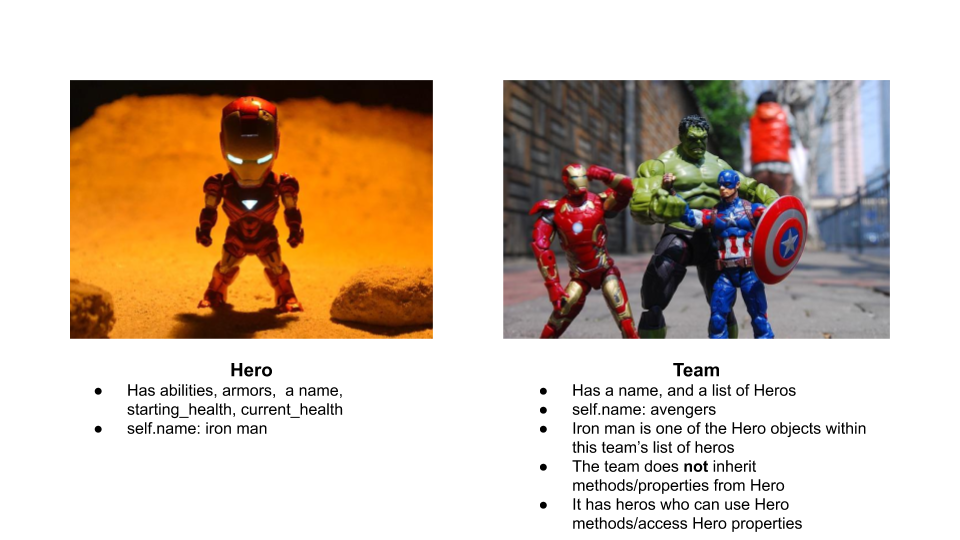 Hero
● Has abilities, armors,  a name,
starting_health, current_health
● self.name: iron man
Team
● Has a name, and a list of Heros
● self.name: avengers
● Iron man is one of the Hero objects within
this team’s list of heros
● The team does not inherit
methods/properties from Hero
● It has heros who can use Hero
methods/access Hero properties